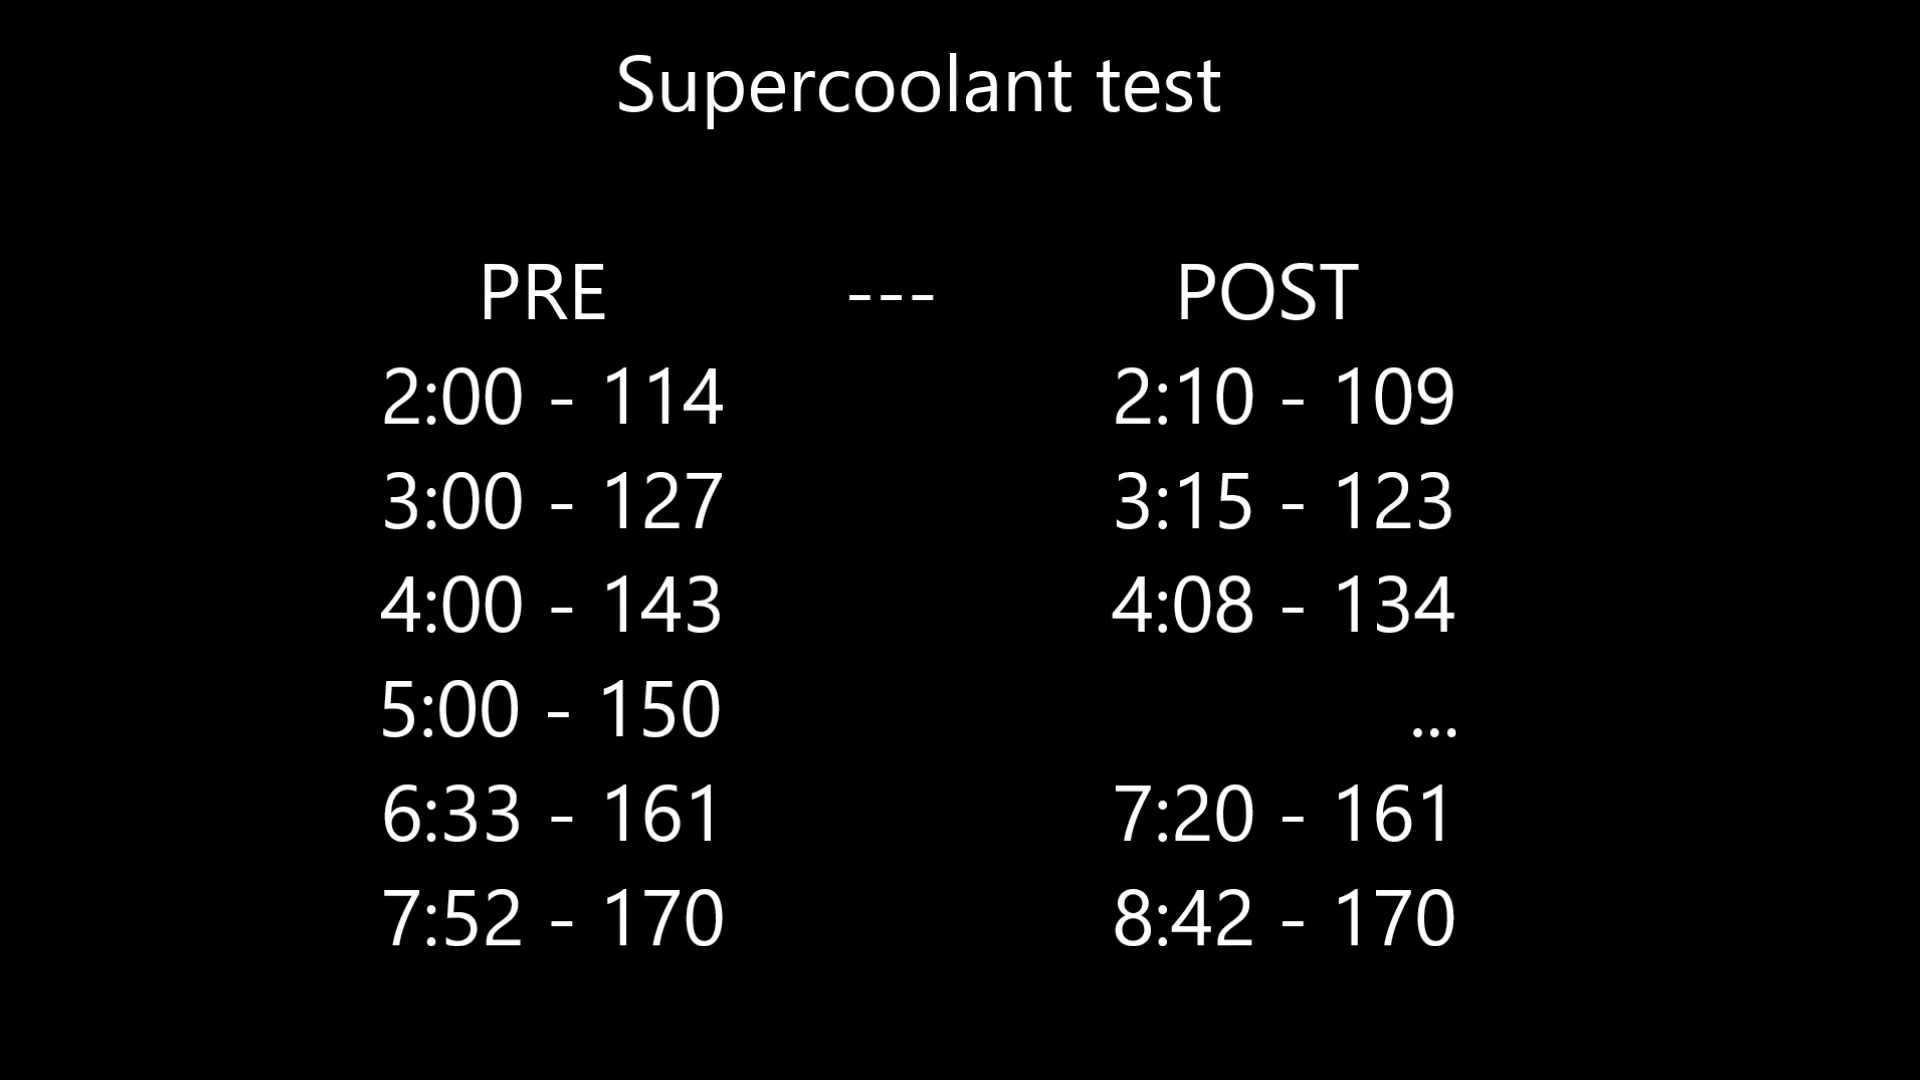 Supercoolant test
PRE --- POST
2:00 - 114 2:10 - 109
3:00 - 127 3:15 - 123
4:00 - 143 4:08 - 134
5:00 - 150 ...
6:33 - 161 7:20 - 161
7:52 - 170 8:42 - 170